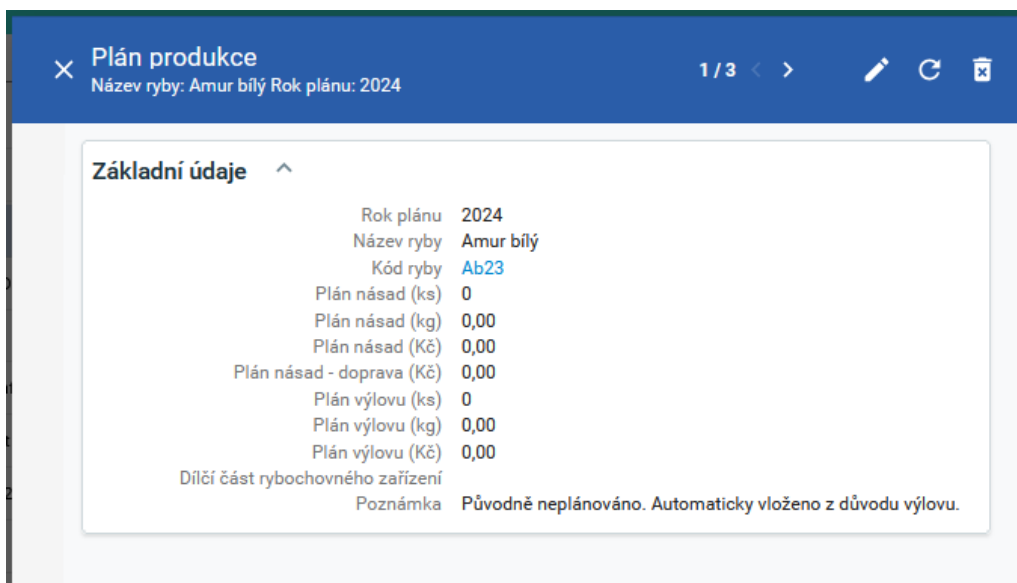 Plán produkce
Název ryby: Amur bílý Rok plánu: 2024
1 / 3
Základní údaje
Rok plánu 2024
Název ryby Amur bílý
Kód ryby Ab23
Plán násad (ks) 0
Plán násad (kg) 0,00
Plán násad (Kč) 0,00
Plán násad - doprava (Kč) 0,00
Plán výlovu (ks) 0
Plán výlovu (kg) 0,00
Plán výlovu (Kč) 0,00
Dílčí část rybochovného zařízení
Poznámka Původně neplánováno. Automaticky vloženo z důvodu výlovu.